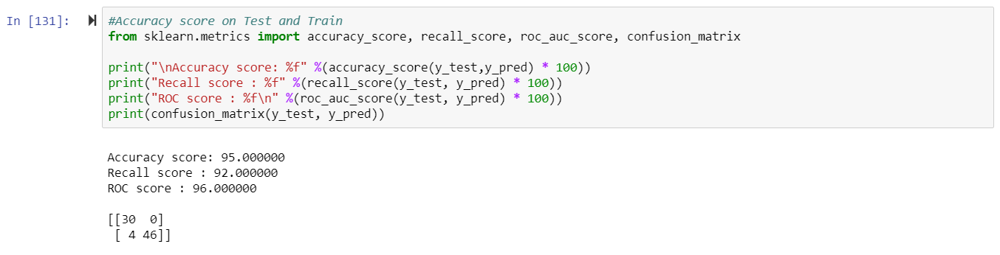 In [131]:
#Accuracy score on Test and Train
from sklearn.metrics import accuracy_score, recall_score, roc_auc_score, confusion_matrix
print("\nAccuracy score: %f" %(accuracy_score(y_test,y_pred) * 100))
print("Recall score : %f" %(recall_score(y_test, y_pred) * 100))
print("ROC score : %f\n" %(roc_auc_score(y_test, y_pred) * 100))
print(confusion_matrix(y_test, y_pred))
Accuracy score: 95.000000
Recall score : 92.000000
ROC score : 96.000000
[[30  0]
 [ 4 46]]